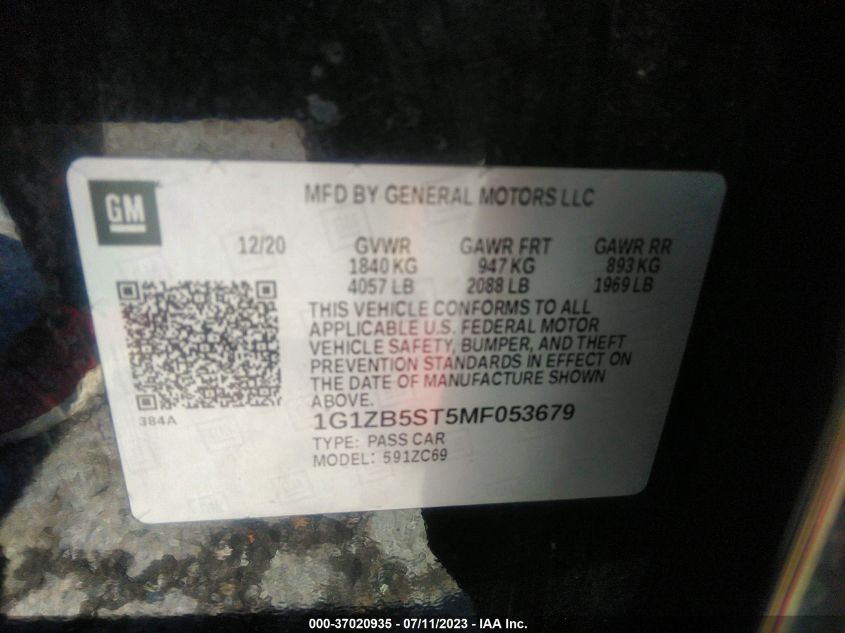 GM
MFD BY GENERAL MOTORS LLC
12/20 GVWR GAWR FRT GAWR RR
1840 KG 947 KG 893 KG
4057 LB 2088 LB 1969 LB
THIS VEHICLE CONFORMS TO ALL
APPLICABLE U.S. FEDERAL MOTOR
VEHICLE SAFETY, BUMPER, AND THEFT
PREVENTION STANDARDS IN EFFECT ON
THE DATE OF MANUFACTURE SHOWN
ABOVE.
384A
1G1ZB5ST5MF053679
TYPE: PASS CAR
MODEL: 591ZC69
000-37020935 - 07/11/2023 - IAA Inc.